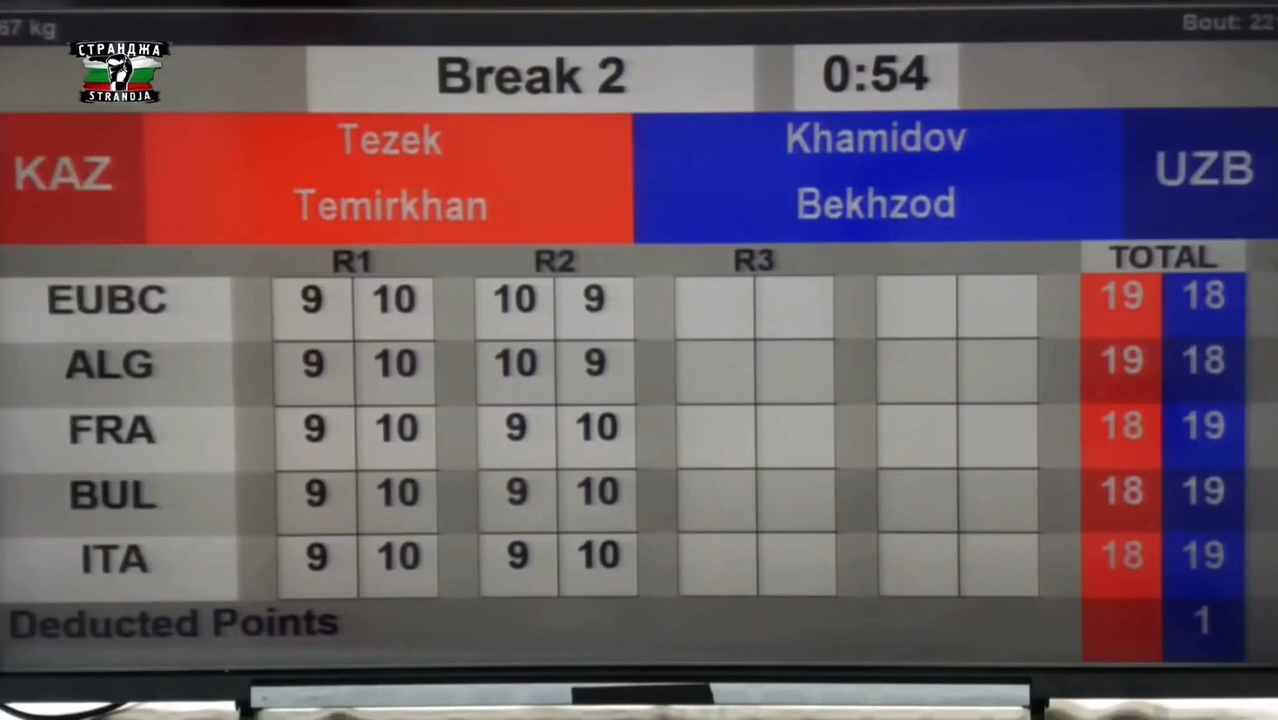 67 kg
Bout: 22
СТРАНДЖА
STRANDJA
Break 2 0:54
KAZ Tezek Temirkhan
Khamidov Bekhzod UZB
R1 R2 R3 TOTAL
EUBC 9 10 10 9 19 18
ALG 9 10 10 9 19 18
FRA 9 10 9 10 18 19
BUL 9 10 9 10 18 19
ITA 9 10 9 10 18 19
Deducted Points 1